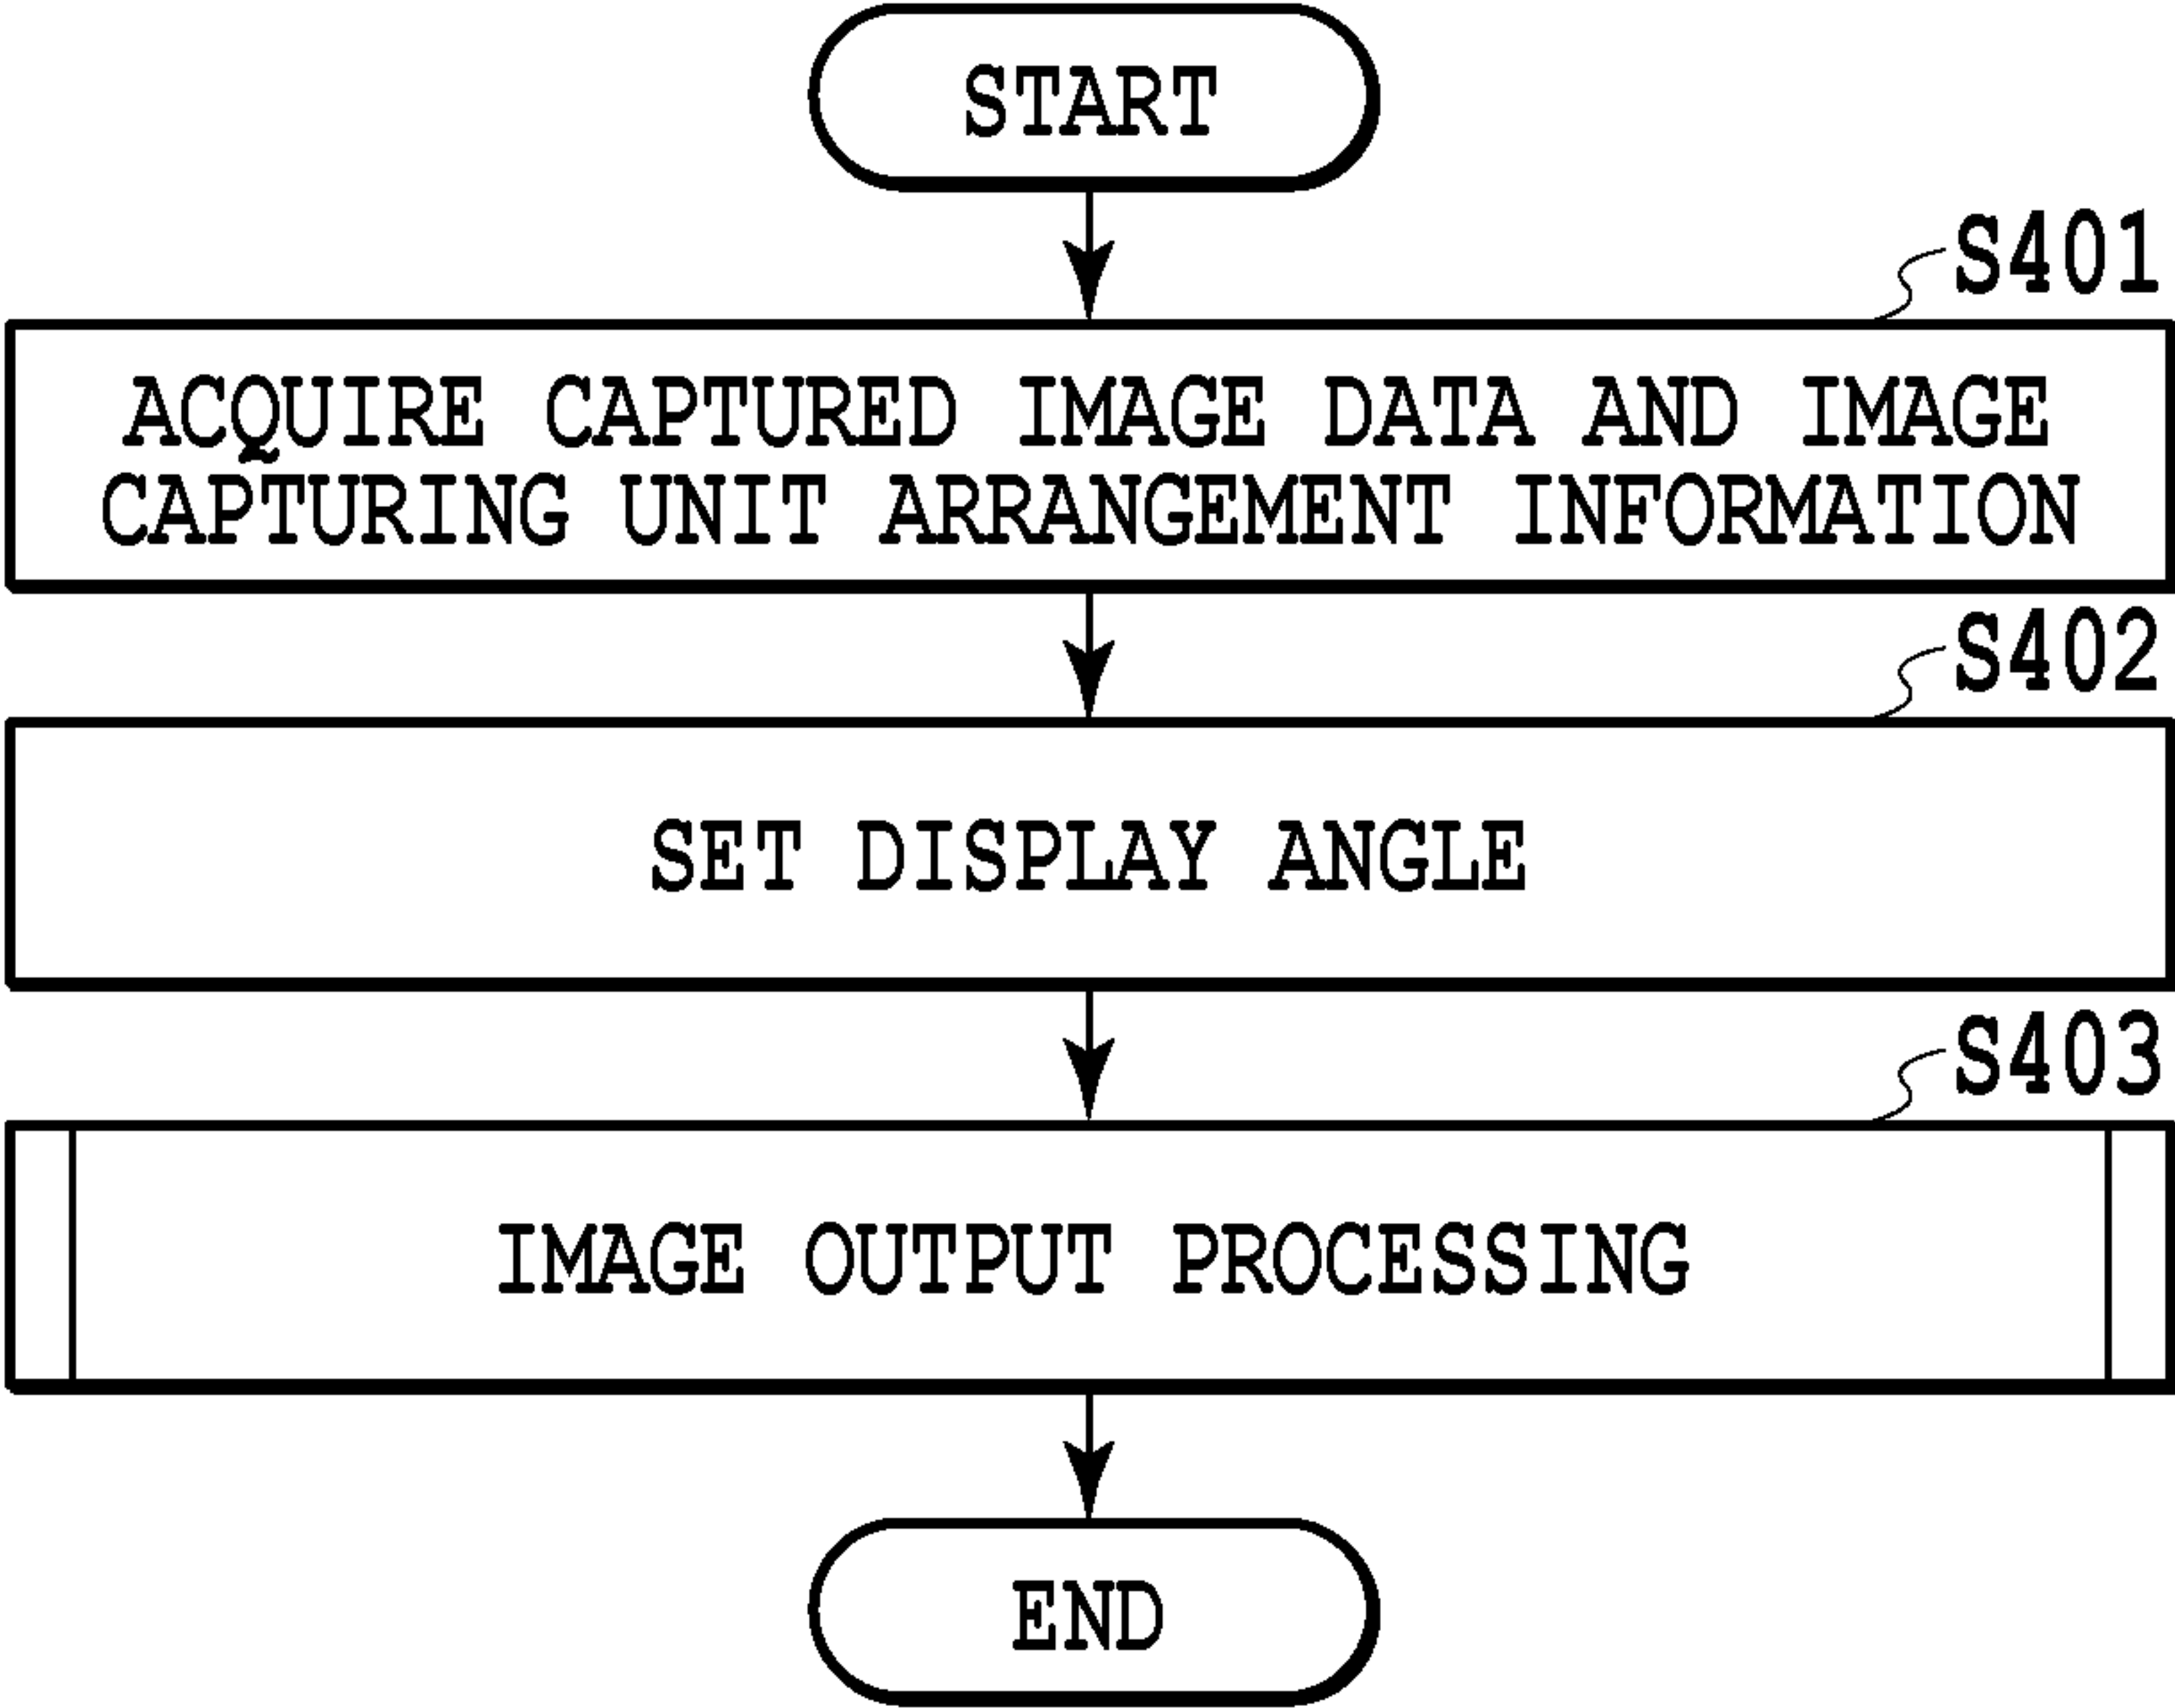 START
S401
ACQUIRE CAPTURED IMAGE DATA AND IMAGE
CAPTURING UNIT ARRANGEMENT INFORMATION
S402
SET DISPLAY ANGLE
S403
IMAGE OUTPUT PROCESSING
END